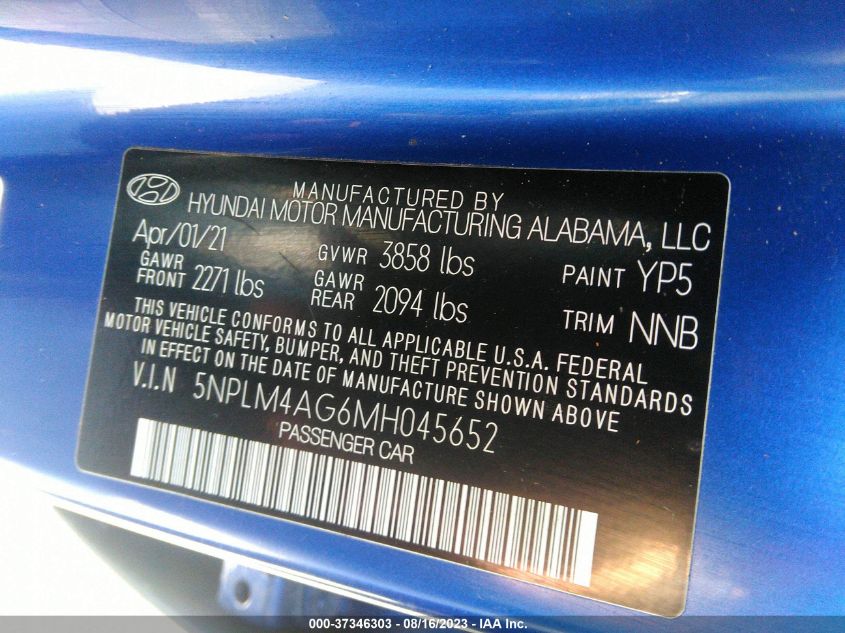 MANUFACTURED BY
HYUNDAI MOTOR MANUFACTURING ALABAMA, LLC
Apr/01/21 GVWR 3858 lbs PAINT YP5
GAWR FRONT 2271 lbs GAWR REAR 2094 lbs TRIM NNB
THIS VEHICLE CONFORMS TO ALL APPLICABLE U.S.A. FEDERAL
MOTOR VEHICLE SAFETY, BUMPER, AND THEFT PREVENTION STANDARDS
IN EFFECT ON THE DATE OF MANUFACTURE SHOWN ABOVE
V.I.N 5NPLM4AG6MH045652
PASSENGER CAR
000-37346303 - 08/16/2023 - IAA Inc.